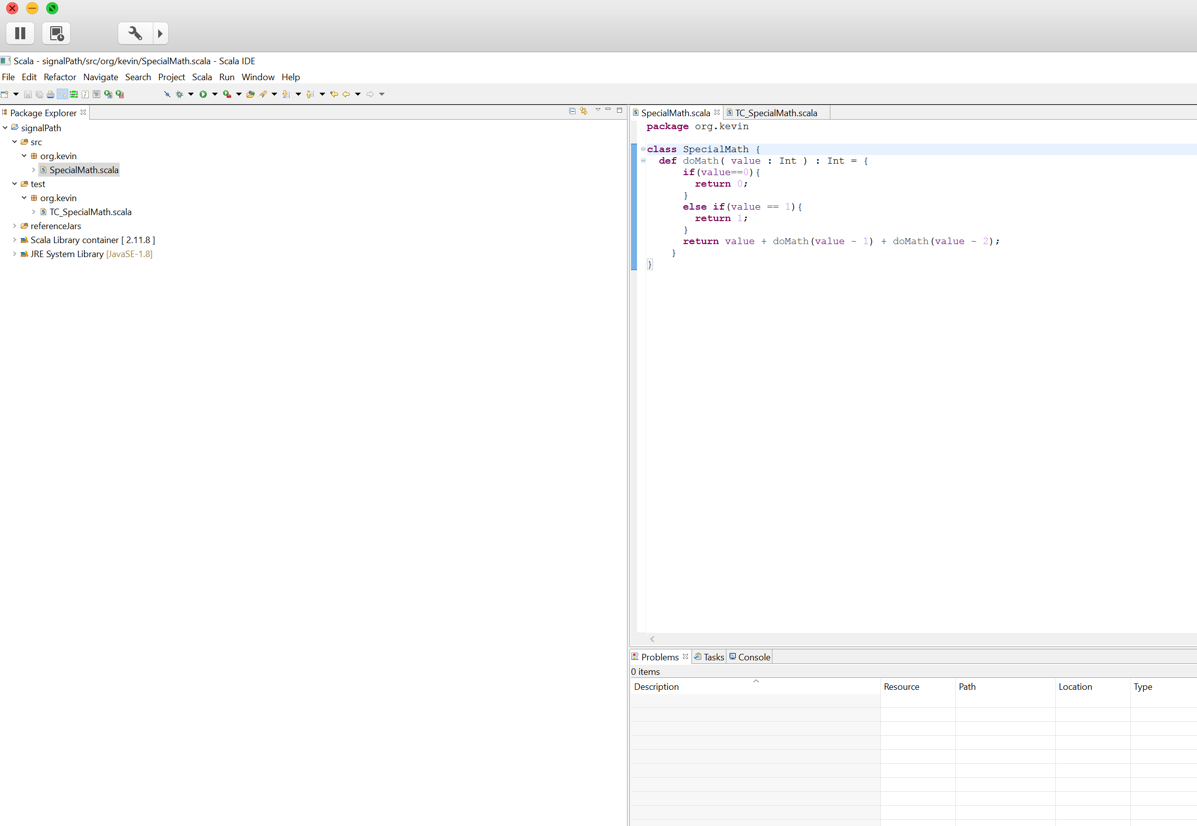 Scala - signalPath/src/org/kevin/SpecialMath.scala - Scala IDE
File Edit Refactor Navigate Search Project Scala Run Window Help
Package Explorer
signalPath
src
org.kevin
SpecialMath.scala
test
org.kevin
TC_SpecialMath.scala
referenceJars
Scala Library container [ 2.11.8 ]
JRE System Library [JavaSE-1.8]
SpecialMath.scala TC_SpecialMath.scala
package org.kevin
class SpecialMath {
def doMath( value : Int ) : Int = {
if(value==0){
return 0;
}
else if(value == 1){
return 1;
}
return value + doMath(value - 1) + doMath(value - 2);
}
}
Problems Tasks Console
0 items
Description Resource Path Location Type